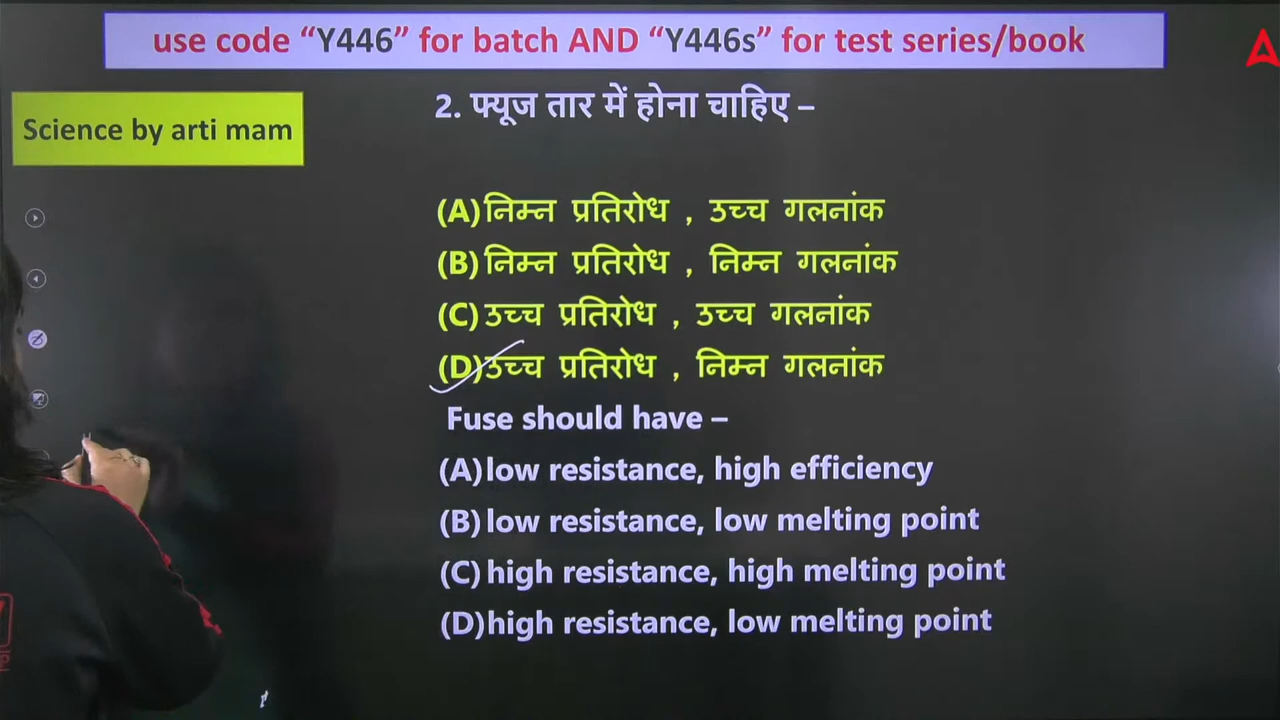 use code “Y446” for batch AND “Y446s” for test series/book
Science by arti mam
2. फ्यूज तार में होना चाहिए –
(A) निम्न प्रतिरोध , उच्च गलनांक
(B) निम्न प्रतिरोध , निम्न गलनांक
(C) उच्च प्रतिरोध , उच्च गलनांक
(D) उच्च प्रतिरोध , निम्न गलनांक
Fuse should have –
(A) low resistance, high efficiency
(B) low resistance, low melting point
(C) high resistance, high melting point
(D) high resistance, low melting point